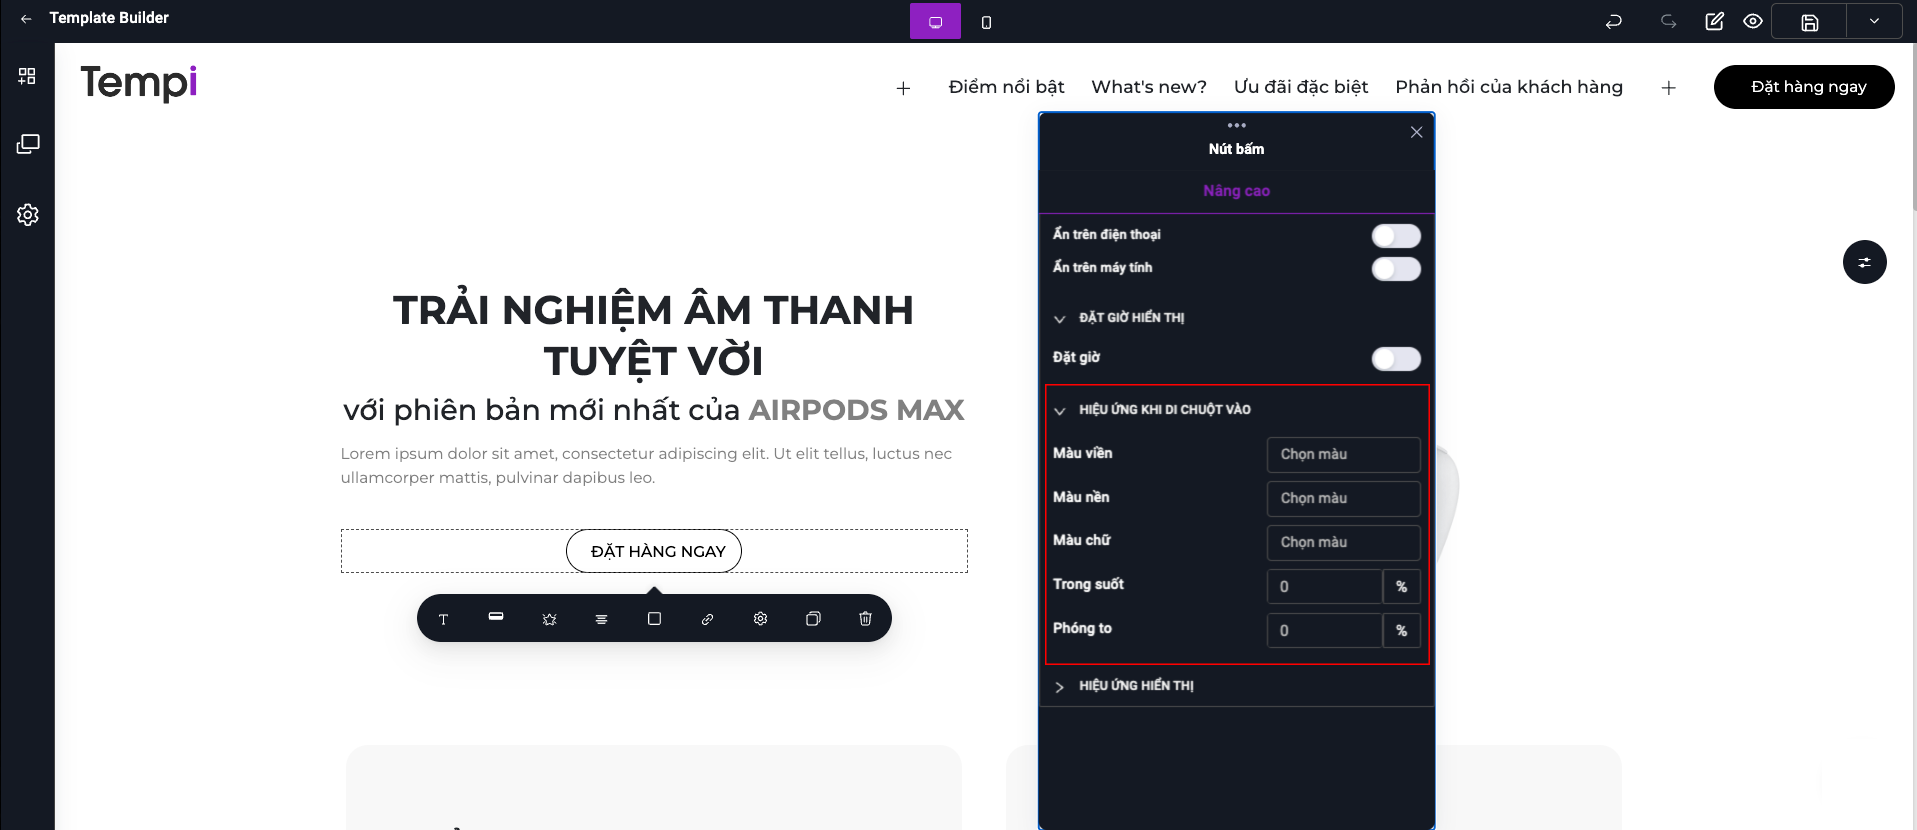 Template Builder
Tempi
Điểm nổi bật
What's new?
Ưu đãi đặc biệt
Phản hồi của khách hàng
Đặt hàng ngay
TRẢI NGHIỆM ÂM THANH
TUYỆT VỜI
với phiên bản mới nhất của AIRPODS MAX
Lorem ipsum dolor sit amet, consectetur adipiscing elit. Ut elit tellus, luctus nec
ullamcorper mattis, pulvinar dapibus leo.
ĐẶT HÀNG NGAY
Nút bấm
Nâng cao
Ẩn trên điện thoại
Ẩn trên máy tính
ĐẶT GIỜ HIỂN THỊ
Đặt giờ
HIỆU ỨNG KHI DI CHUỘT VÀO
Màu viền Chọn màu
Màu nền Chọn màu
Màu chữ Chọn màu
Trong suốt 0 %
Phóng to 0 %
HIỆU ỨNG HIỂN THỊ